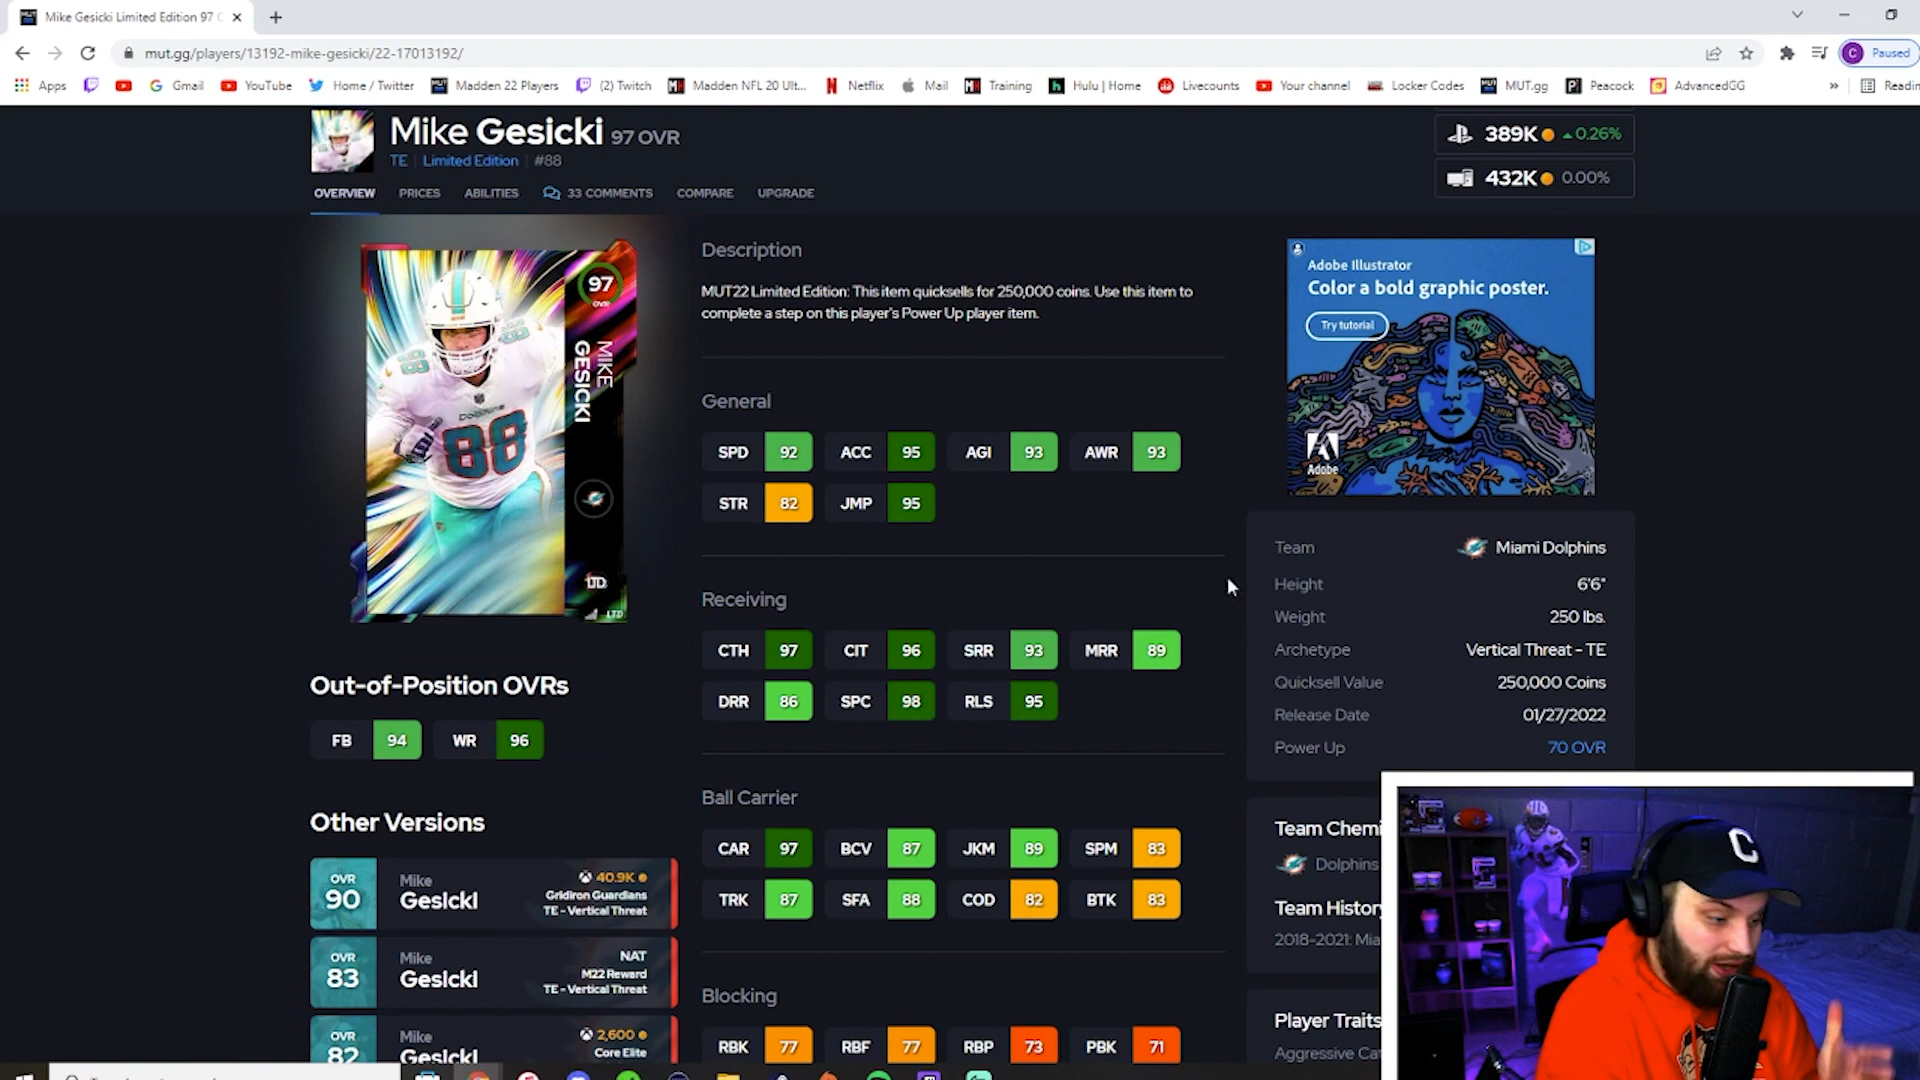 Mike Gesicki Limited Edition 97 O
mut.gg/players/13192-mike-gesicki/22-17013192/
C Paused
Apps Gmail YouTube Home / Twitter Madden 22 Players (2) Twitch Madden NFL 20 Ult... Netflix Mail Training Hulu | Home Livecounts Your channel Locker Codes MUT.gg Peacock AdvancedGG » Readin
Mike Gesicki 97 OVR
TE | Limited Edition | #88
389K 0.26%
432K 0.00%
OVERVIEW PRICES ABILITIES 33 COMMENTS COMPARE UPGRADE
97
OVR
MIKE
GESICKI
DOLPHINS
88
88
LTD
LTD
Description
MUT22 Limited Edition: This item quicksells for 250,000 coins. Use this item to
complete a step on this player's Power Up player item.
General
SPD 92 ACC 95 AGI 93 AWR 93
STR 82 JMP 95
Receiving
CTH 97 CIT 96 SRR 93 MRR 89
DRR 86 SPC 98 RLS 95
Ball Carrier
CAR 97 BCV 87 JKM 89 SPM 83
TRK 87 SFA 88 COD 82 BTK 83
Blocking
RBK 77 RBF 77 RBP 73 PBK 71
Out-of-Position OVRs
FB 94 WR 96
Other Versions
OVR 90 Mike Gesicki 40.9K Gridiron Guardians TE - Vertical Threat
OVR 83 Mike Gesicki NAT M22 Reward TE - Vertical Threat
OVR 82 Mike Gesicki 2,600 Core Elite
Adobe Illustrator
Color a bold graphic poster.
Try tutorial
Adobe
Team Miami Dolphins
Height 6'6"
Weight 250 lbs.
Archetype Vertical Threat - TE
Quicksell Value 250,000 Coins
Release Date 01/27/2022
Power Up 70 OVR
Team Chemi
Dolphins
Team History
2018-2021: Mia
Player Traits
Aggressive Cat
C